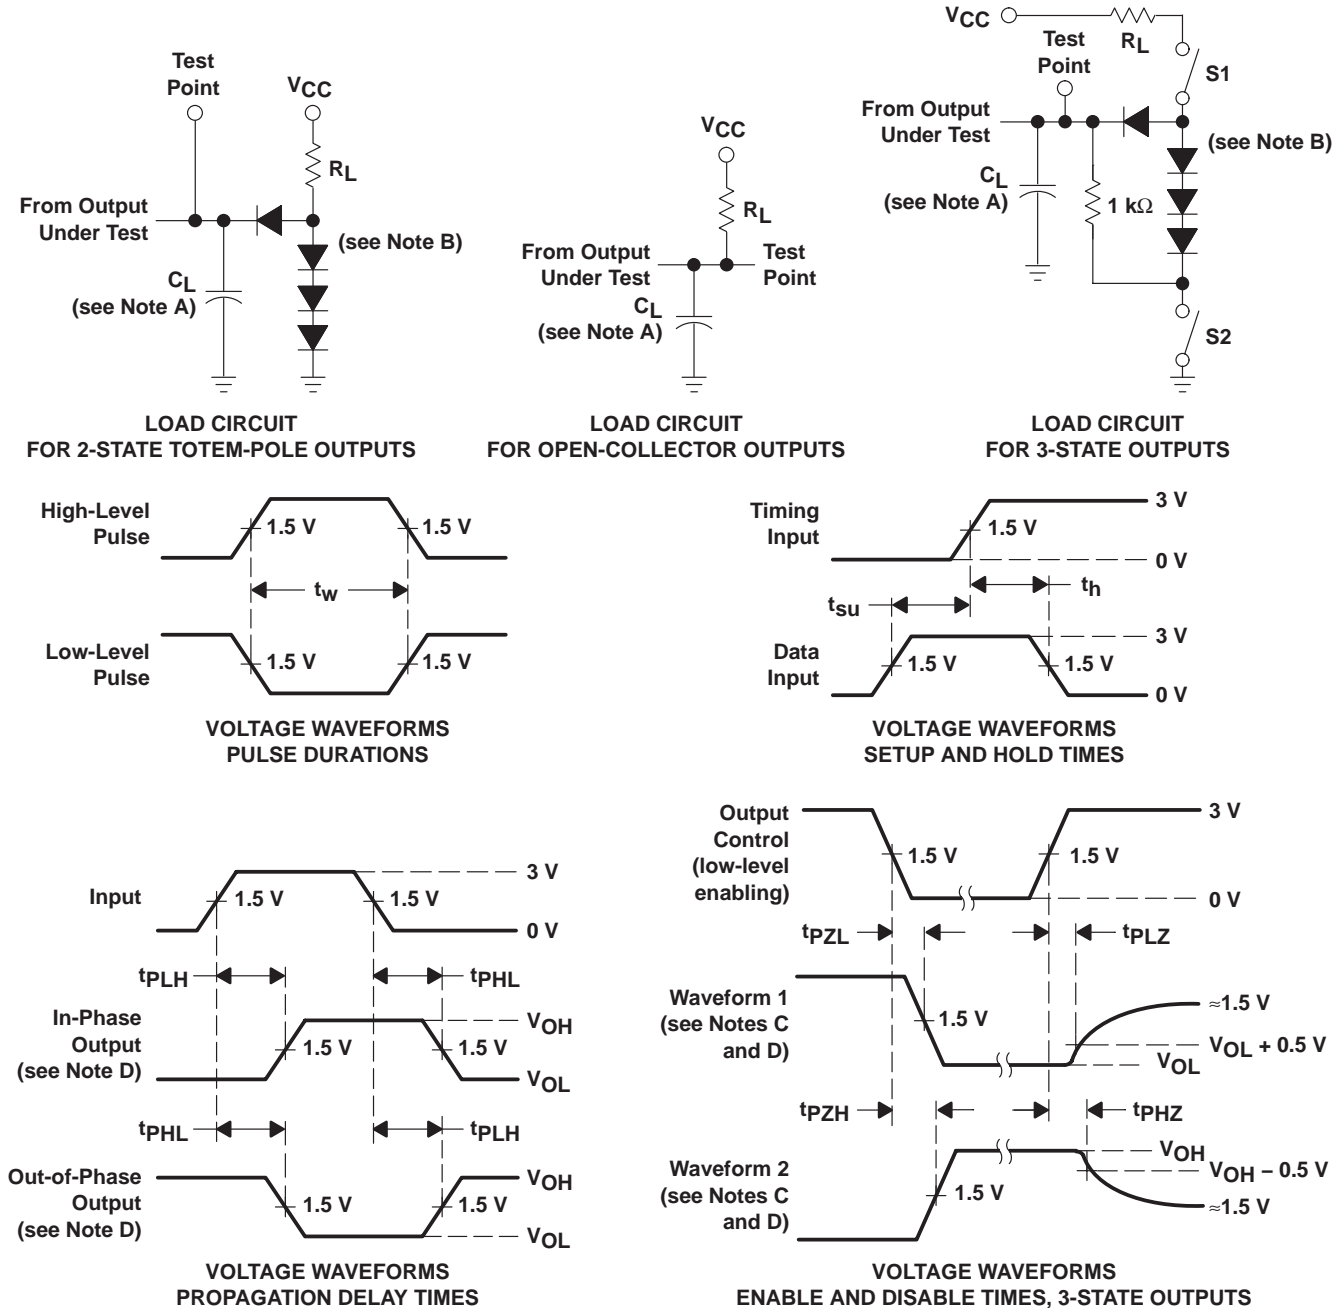 Test
Point
VCC
RL
From Output
Under Test
(see Note B)
CL
(see Note A)
LOAD CIRCUIT
FOR 2-STATE TOTEM-POLE OUTPUTS
VCC
RL
From Output
Under Test
Test
Point
CL
(see Note A)
LOAD CIRCUIT
FOR OPEN-COLLECTOR OUTPUTS
VCC
RL
Test
Point
S1
From Output
Under Test
(see Note B)
CL
(see Note A)
1 kΩ
S2
LOAD CIRCUIT
FOR 3-STATE OUTPUTS
High-Level
Pulse
1.5 V
1.5 V
tw
Low-Level
Pulse
1.5 V
1.5 V
VOLTAGE WAVEFORMS
PULSE DURATIONS
Timing
Input
3 V
1.5 V
0 V
th
tsu
Data
Input
3 V
1.5 V
1.5 V
0 V
VOLTAGE WAVEFORMS
SETUP AND HOLD TIMES
Input
3 V
1.5 V
1.5 V
0 V
tPLH
tPHL
In-Phase
Output
(see Note D)
VOH
1.5 V
1.5 V
VOL
tPHL
tPLH
Out-of-Phase
Output
(see Note D)
VOH
1.5 V
1.5 V
VOL
VOLTAGE WAVEFORMS
PROPAGATION DELAY TIMES
Output
Control
(low-level
enabling)
3 V
1.5 V
1.5 V
0 V
tPZL
tPLZ
Waveform 1
(see Notes C
and D)
1.5 V
≈1.5 V
VOL + 0.5 V
VOL
tPZH
tPHZ
Waveform 2
(see Notes C
and D)
1.5 V
VOH
VOH – 0.5 V
≈1.5 V
VOLTAGE WAVEFORMS
ENABLE AND DISABLE TIMES, 3-STATE OUTPUTS